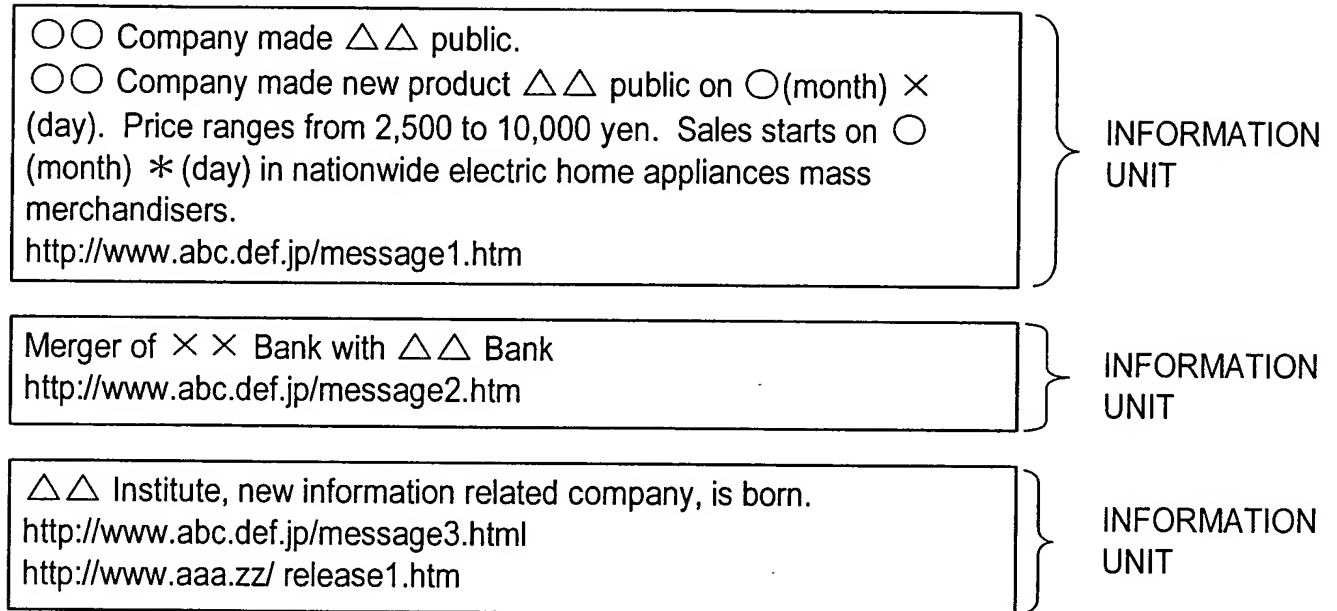 ○○ Company made △△ public.
○○ Company made new product △△ public on ○(month) ×
(day). Price ranges from 2,500 to 10,000 yen. Sales starts on ○
(month) ＊(day) in nationwide electric home appliances mass
merchandisers.
http://www.abc.def.jp/message1.htm
INFORMATION
UNIT
Merger of ×× Bank with △△ Bank
http://www.abc.def.jp/message2.htm
INFORMATION
UNIT
△△ Institute, new information related company, is born.
http://www.abc.def.jp/message3.html
http://www.aaa.zz/ release1.htm
INFORMATION
UNIT